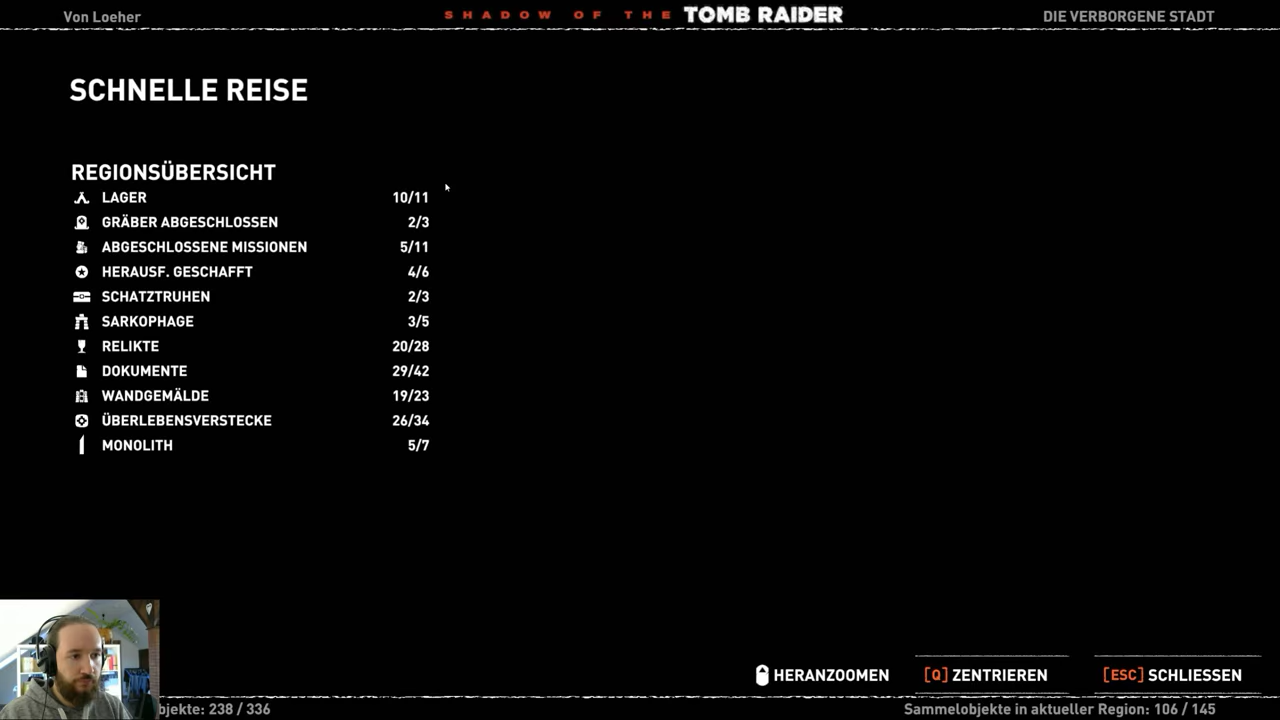 Von Loeher
SHADOW OF THE TOMB RAIDER
DIE VERBORGENE STADT
SCHNELLE REISE
REGIONSÜBERSICHT
LAGER 10/11
GRÄBER ABGESCHLOSSEN 2/3
ABGESCHLOSSENE MISSIONEN 5/11
HERAUSF. GESCHAFFT 4/6
SCHATZTRUHEN 2/3
SARKOPHAGE 3/5
RELIKTE 20/28
DOKUMENTE 29/42
WANDGEMÄLDE 19/23
ÜBERLEBENSVERSTECKE 26/34
MONOLITH 5/7
HERANZOOMEN [Q] ZENTRIEREN [ESC] SCHLIESSEN
bjekte: 238 / 336
Sammelobjekte in aktueller Region: 106 / 145